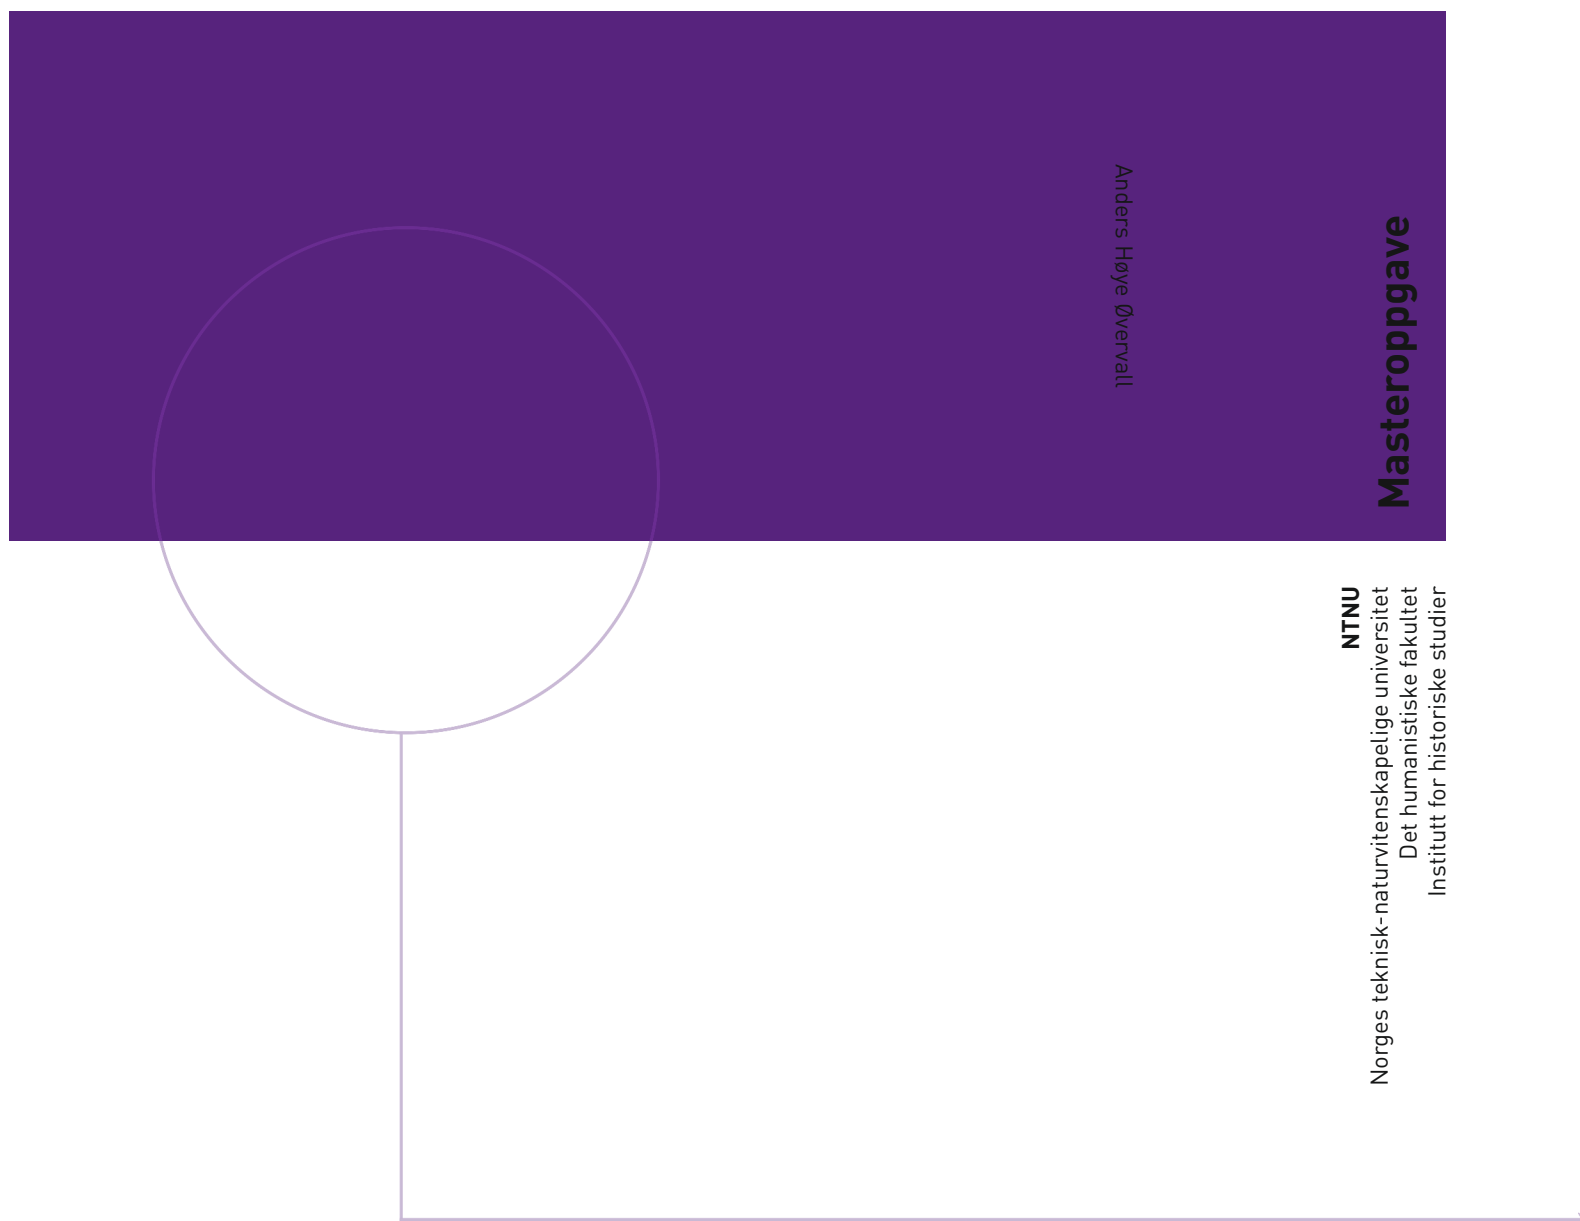 Anders Høye Øvervall
Masteroppgave
NTNU
Norges teknisk-naturvitenskapelige universitet
Det humanistiske fakultet
Institutt for historiske studier